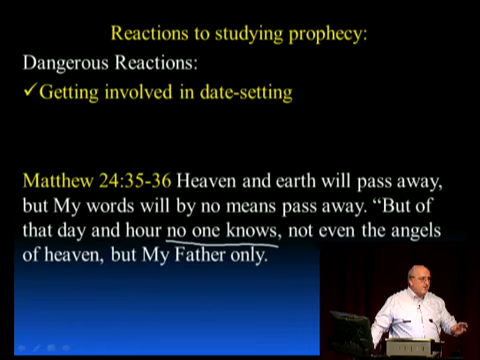 Reactions to studying prophecy:
Dangerous Reactions:
✓Getting involved in date-setting
Matthew 24:35-36 Heaven and earth will pass away,
but My words will by no means pass away. “But of
that day and hour no one knows, not even the angels
of heaven, but My Father only.